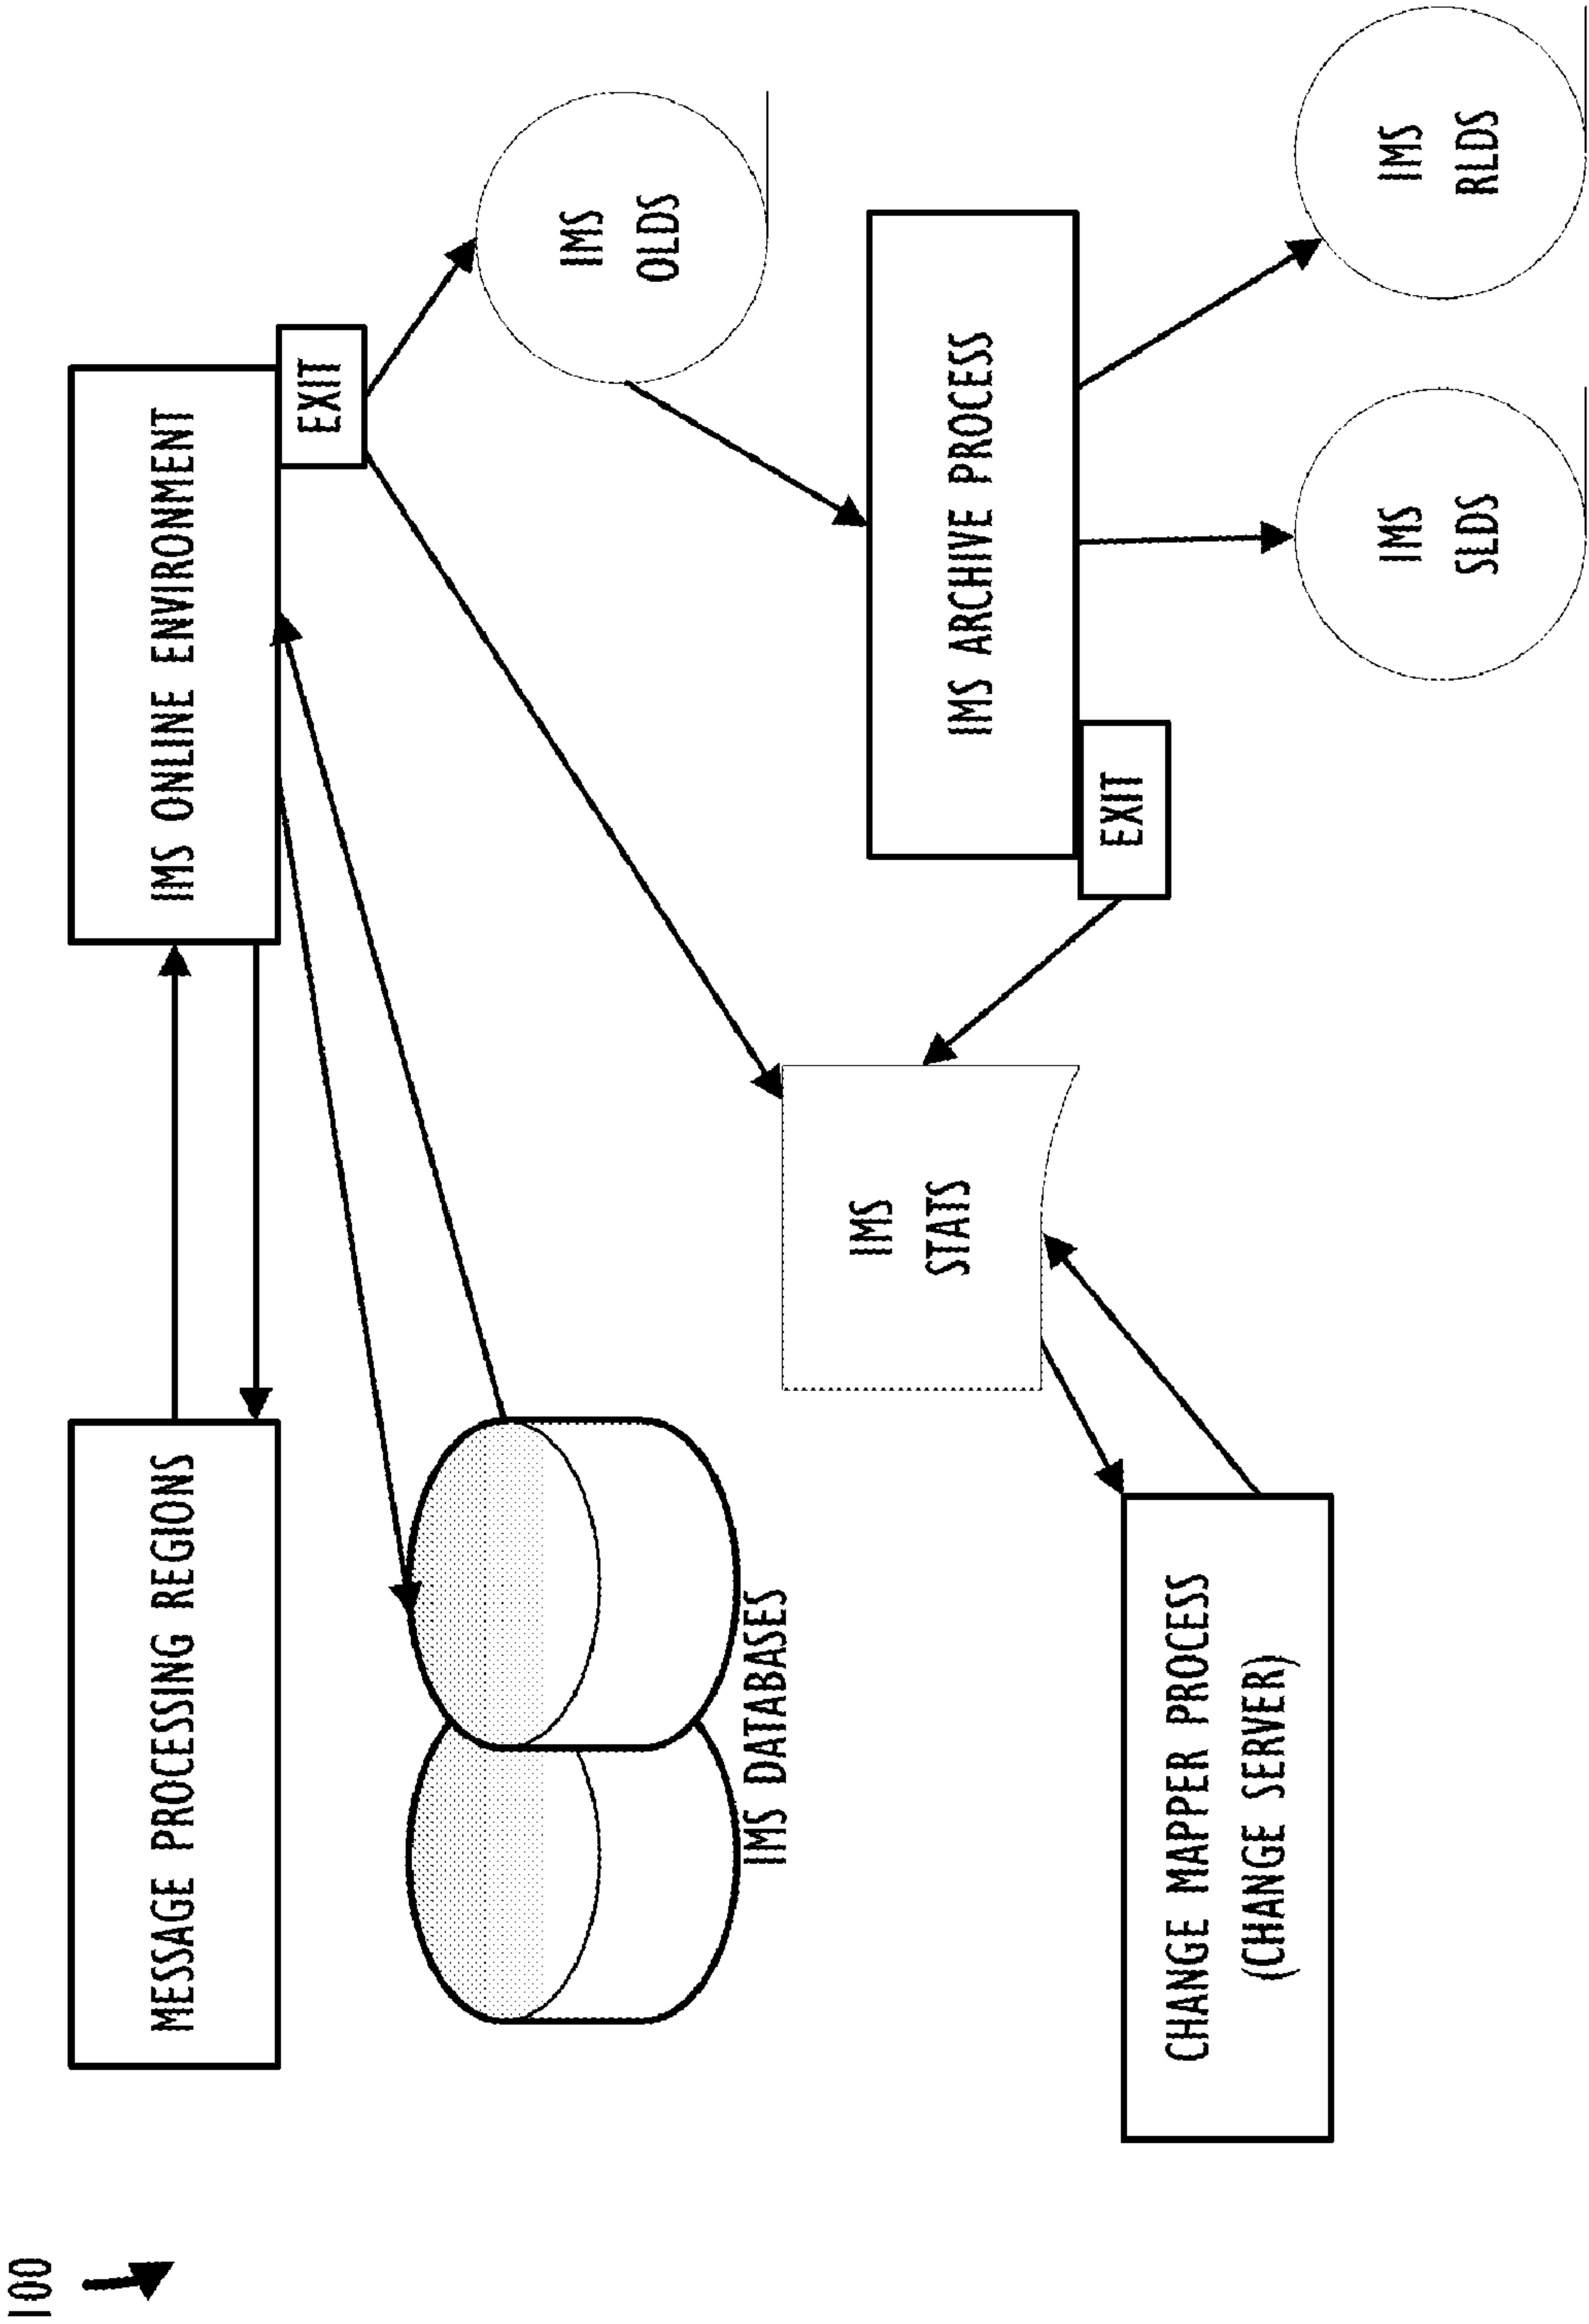 100
MESSAGE PROCESSING REGIONS
IMS ONLINE ENVIRONMENT
EXIT
IMS DATABASES
IMS
OLDS
IMS
STATS
IMS ARCHIVE PROCESS
EXIT
CHANGE MAPPER PROCESS
(CHANGE SERVER)
IMS
SLDS
IMS
RLDS